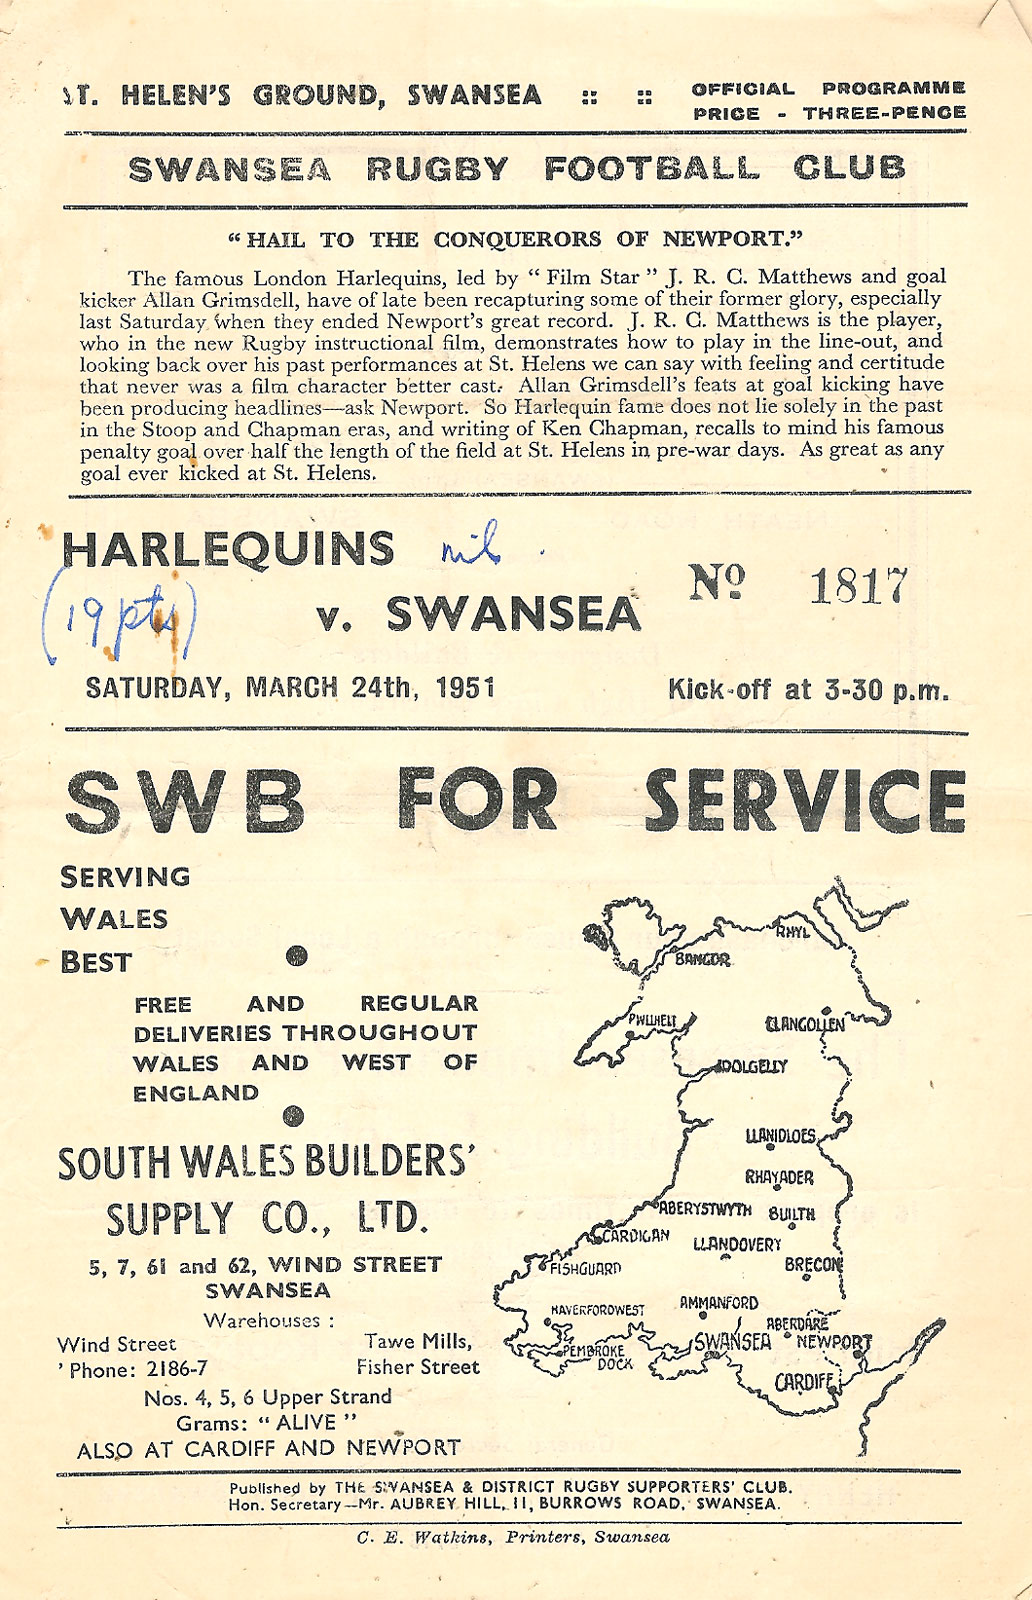 ST. HELEN'S GROUND, SWANSEA :: :: OFFICIAL PROGRAMME
PRICE - THREE-PENCE
SWANSEA RUGBY FOOTBALL CLUB
“ HAIL TO THE CONQUERORS OF NEWPORT.”
The famous London Harlequins, led by “ Film Star ” J. R. C. Matthews and goal
kicker Allan Grimsdell, have of late been recapturing some of their former glory, especially
last Saturday when they ended Newport's great record. J. R. C. Matthews is the player,
who in the new Rugby instructional film, demonstrates how to play in the line-out, and
looking back over his past performances at St. Helens we can say with feeling and certitude
that never was a film character better cast. Allan Grimsdell's feats at goal kicking have
been producing headlines—ask Newport. So Harlequin fame does not lie solely in the past
in the Stoop and Chapman eras, and writing of Ken Chapman, recalls to mind his famous
penalty goal over half the length of the field at St. Helens in pre-war days. As great as any
goal ever kicked at St. Helens.
HARLEQUINS nil
(19 pts)
v. SWANSEA
No. 1817
SATURDAY, MARCH 24th, 1951 Kick-off at 3-30 p.m.
SWB FOR SERVICE
SERVING
WALES
BEST
FREE AND REGULAR
DELIVERIES THROUGHOUT
WALES AND WEST OF
ENGLAND
SOUTH WALES BUILDERS'
SUPPLY CO., LTD.
5, 7, 61 and 62, WIND STREET
SWANSEA
Warehouses :
Wind Street Tawe Mills,
'Phone: 2186-7 Fisher Street
Nos. 4, 5, 6 Upper Strand
Grams: “ ALIVE ”
ALSO AT CARDIFF AND NEWPORT
RHYL
BANGOR
PWLLHELI
LLANGOLLEN
DOLGELLY
LLANIDLOES
RHAYADER
ABERYSTWYTH
BUILTH
CARDIGAN
LLANDOVERY
FISHGUARD
BRECON
AMMANFORD
HAVERFORDWEST
ABERDARE
SWANSEA
NEWPORT
PEMBROKE
DOCK
CARDIFF
Published by THE SWANSEA & DISTRICT RUGBY SUPPORTERS' CLUB.
Hon. Secretary—Mr. AUBREY HILL, 11, BURROWS ROAD, SWANSEA.
C. E. Watkins, Printers, Swansea